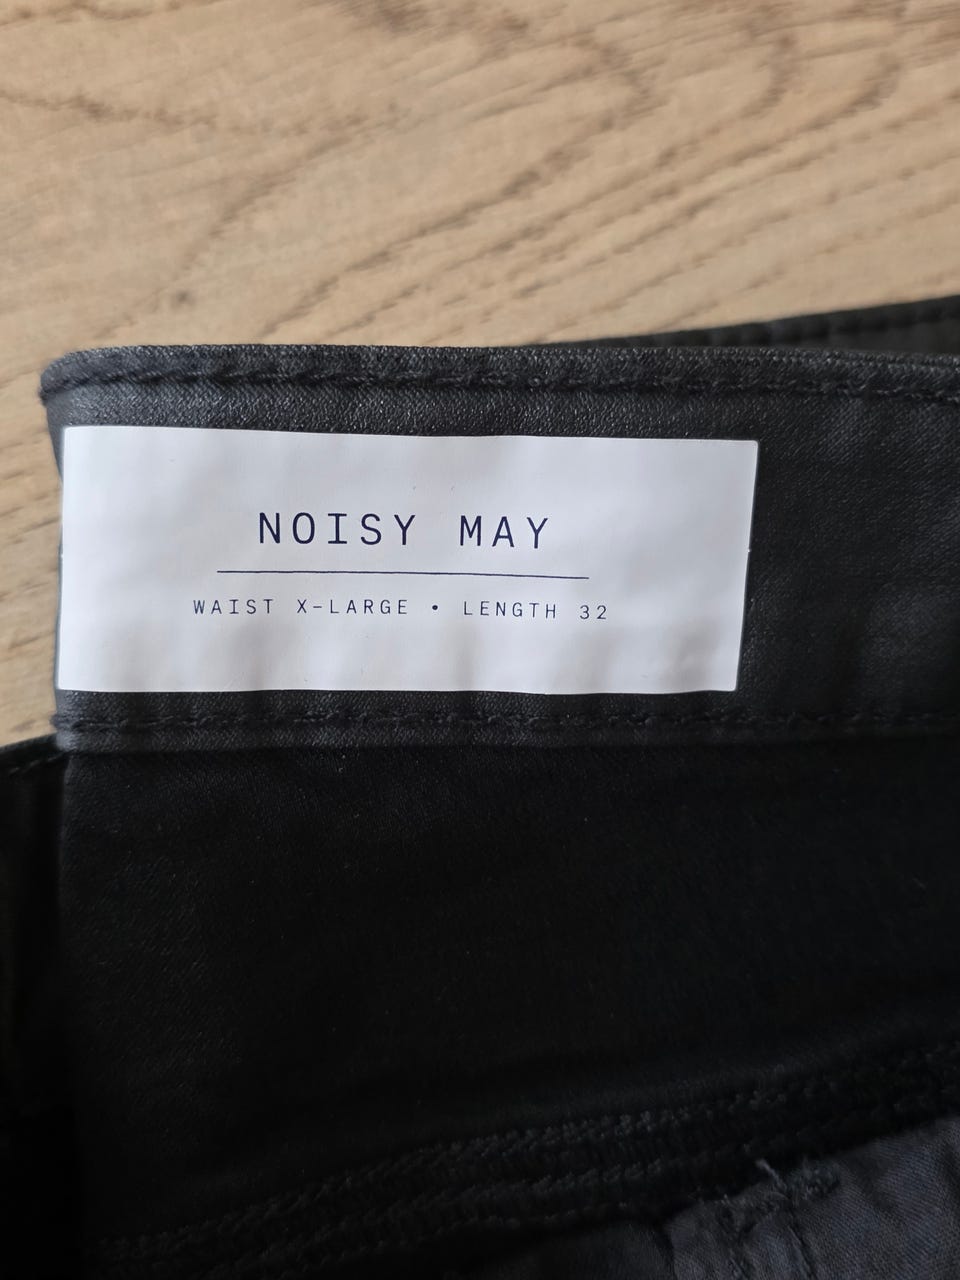 NOISY MAY
WAIST X-LARGE • LENGTH 32